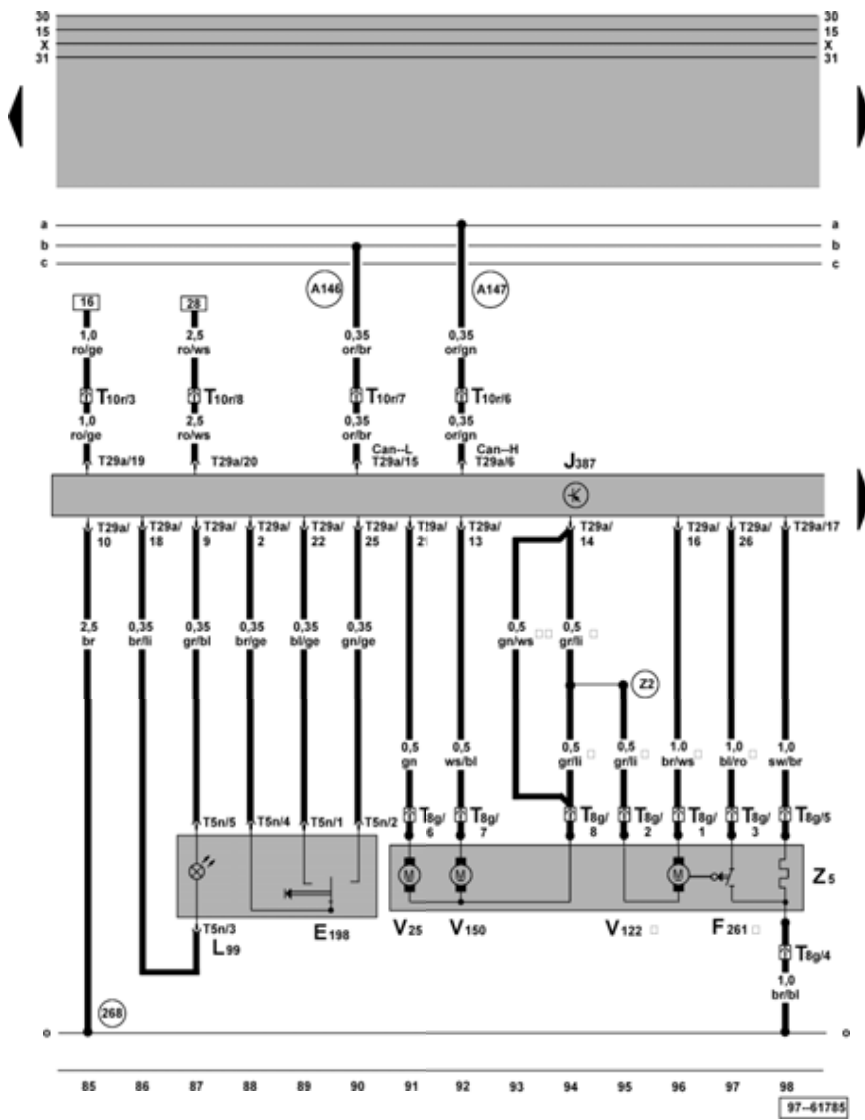 30 30
15 15
X X
31 31
a a
b b
c c
A146 A147
16 28
1,0 2,5 0,35 0,35
ro/ge ro/ws or/br or/gn
T10r/3 T10r/8 T10r/7 T10r/6
1,0 2,5 0,35 0,35
ro/ge ro/ws or/br or/gn
T29a/19 T29a/20 Can--L T29a/15 Can--H T29a/6 J387
T29a/ T29a/ T29a/ T29a/ T29a/ T29a/ T29a/ T29a/ T29a/ T29a/ T29a/17
10 18 9 2 22 25 13 14 16 26
2,5 0,35 0,35 0,35 0,35 0,35 0,5 0,5
br br/li gr/bl br/ge bl/ge gn/ge gn/ws gr/li
Z2
0,5 0,5 0,5 0,5 1.0 1,0 1,0
gn ws/bl gr/li gr/li br/ws bl/ro sw/br
T8g/ T8g/ T8g/ T8g/ T8g/ T8g/ T8g/5
6 7 8 2 1 3
T5n/5 T5n/4 T5n/1 T5n/2
M M M
Z5
T5n/3
L99 E198 V25 V150 V122 F261
T8g/4
1,0
br/bl
268
85 86 87 88 89 90 91 92 93 94 95 96 97 98
97--61785